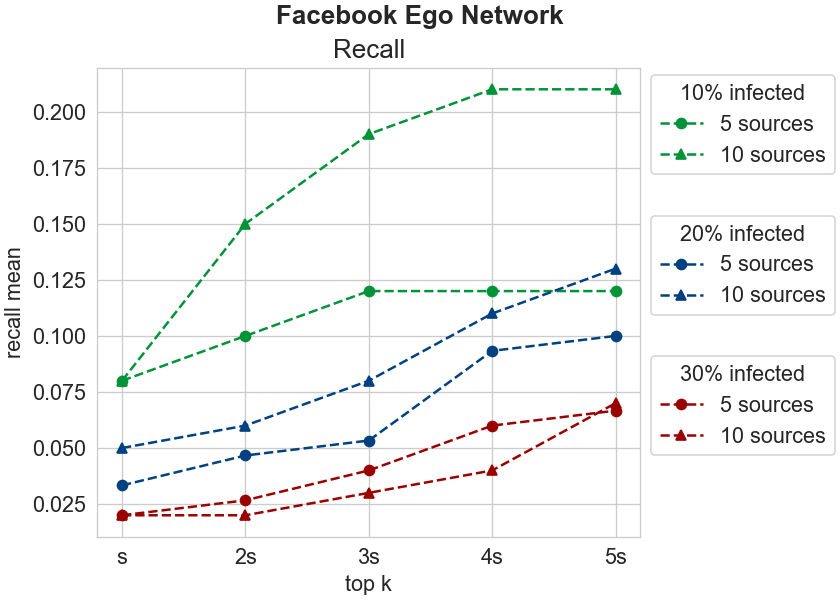 Facebook Ego Network
Recall
recall mean
0.200
0.175
0.150
0.125
0.100
0.075
0.050
0.025
s 2s 3s 4s 5s
top k
10% infected
5 sources
10 sources
20% infected
5 sources
10 sources
30% infected
5 sources
10 sources